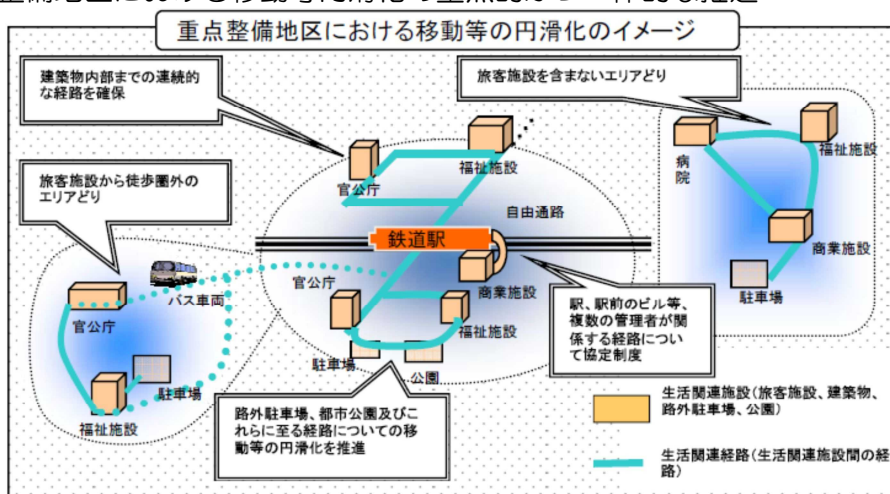 重点整備地区における移動等の円滑化のイメージ
建築物内部までの連続的
な経路を確保
旅客施設を含まないエリアどり
官公庁
福祉施設
病院
福祉施設
旅客施設から徒歩圏外の
エリアどり
自由通路
鉄道駅
商業施設
バス車両
官公庁
商業施設
駐車場
官公庁
福祉施設
駅、駅前のビル等、
複数の管理者が関
係する経路につい
て協定制度
駐車場
公園
駐車場
福祉施設
路外駐車場、都市公園及びこ
れらに至る経路についての移
動等の円滑化を推進
生活関連施設(旅客施設、建築物、
路外駐車場、公園)
生活関連経路(生活関連施設間の経
路)